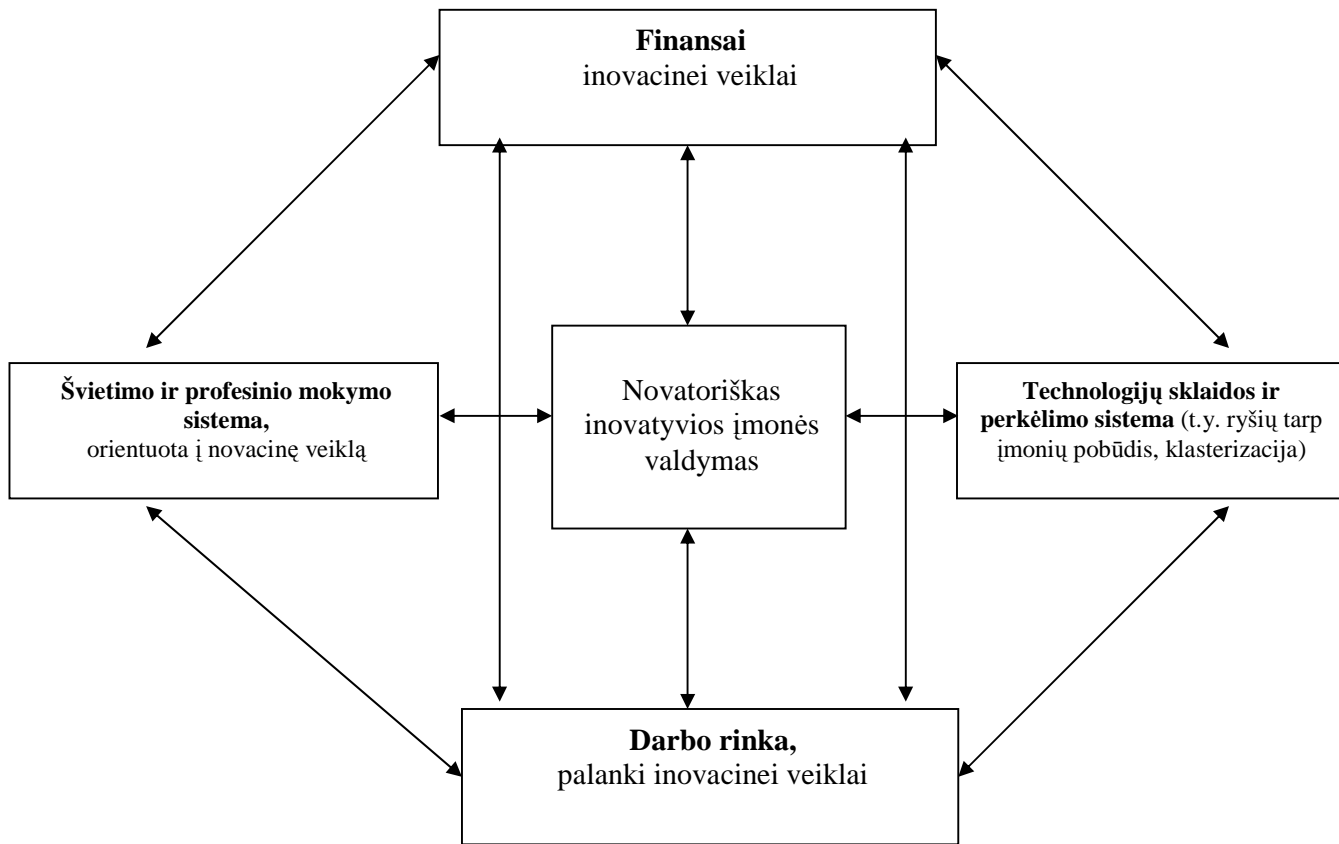 Finansai
inovacinei veiklai
Švietimo ir profesinio mokymo
sistema,
orientuota į novacinę veiklą
Novatoriškas
inovatyvios įmonės
valdymas
Technologijų sklaidos ir
perkėlimo sistema (t.y. ryšių tarp
įmonių pobūdis, klasterizacija)
Darbo rinka,
palanki inovacinei veiklai